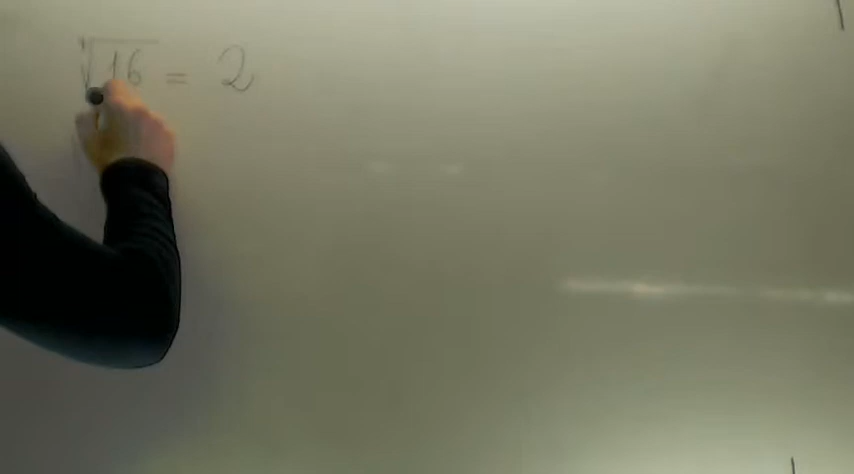 √16 = 2